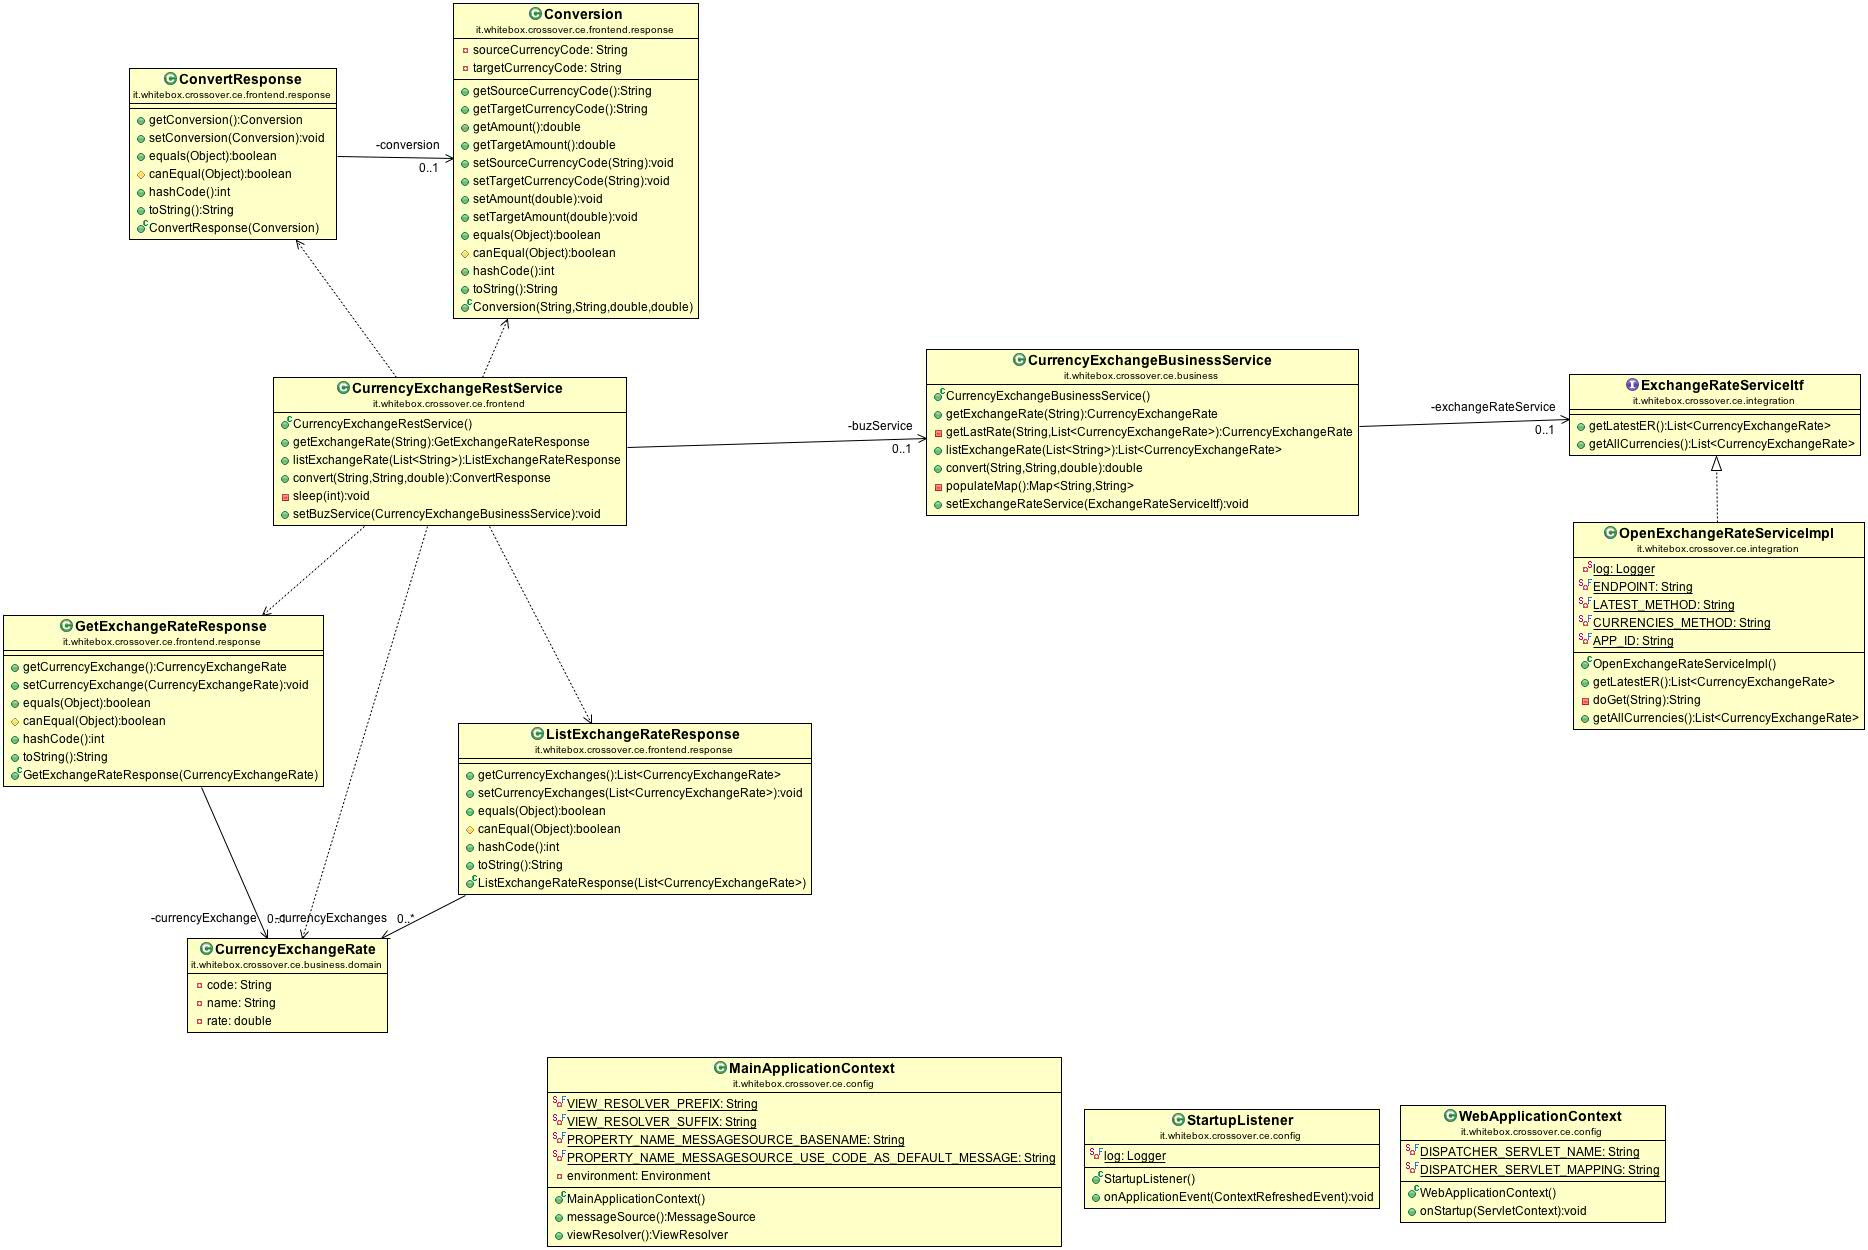 Conversion
it.whitebox.crossover.ce.frontend.response
sourceCurrencyCode: String
targetCurrencyCode: String
getSourceCurrencyCode():String
getTargetCurrencyCode():String
getAmount():double
getTargetAmount():double
setSourceCurrencyCode(String):void
setTargetCurrencyCode(String):void
setAmount(double):void
setTargetAmount(double):void
equals(Object):boolean
canEqual(Object):boolean
hashCode():int
toString():String
Conversion(String,String,double,double)
ConvertResponse
it.whitebox.crossover.ce.frontend.response
getConversion():Conversion
setConversion(Conversion):void
equals(Object):boolean
canEqual(Object):boolean
hashCode():int
toString():String
ConvertResponse(Conversion)
-conversion
0..1
CurrencyExchangeRestService
it.whitebox.crossover.ce.frontend
CurrencyExchangeRestService()
getExchangeRate(String):GetExchangeRateResponse
listExchangeRate(List<String>):ListExchangeRateResponse
convert(String,String,double):ConvertResponse
sleep(int):void
setBuzService(CurrencyExchangeBusinessService):void
-buzService
0..1
CurrencyExchangeBusinessService
it.whitebox.crossover.ce.business
CurrencyExchangeBusinessService()
getExchangeRate(String):CurrencyExchangeRate
getLastRate(String,List<CurrencyExchangeRate>):CurrencyExchangeRate
listExchangeRate(List<String>):List<CurrencyExchangeRate>
convert(String,String,double):double
populateMap():Map<String,String>
setExchangeRateService(ExchangeRateServiceItf):void
-exchangeRateService
0..1
ExchangeRateServiceItf
it.whitebox.crossover.ce.integration
getLatestER():List<CurrencyExchangeRate>
getAllCurrencies():List<CurrencyExchangeRate>
OpenExchangeRateServiceImpl
it.whitebox.crossover.ce.integration
log: Logger
ENDPOINT: String
LATEST_METHOD: String
CURRENCIES_METHOD: String
APP_ID: String
OpenExchangeRateServiceImpl()
getLatestER():List<CurrencyExchangeRate>
doGet(String):String
getAllCurrencies():List<CurrencyExchangeRate>
GetExchangeRateResponse
it.whitebox.crossover.ce.frontend.response
getCurrencyExchange():CurrencyExchangeRate
setCurrencyExchange(CurrencyExchangeRate):void
equals(Object):boolean
canEqual(Object):boolean
hashCode():int
toString():String
GetExchangeRateResponse(CurrencyExchangeRate)
ListExchangeRateResponse
it.whitebox.crossover.ce.frontend.response
getCurrencyExchanges():List<CurrencyExchangeRate>
setCurrencyExchanges(List<CurrencyExchangeRate>):void
equals(Object):boolean
canEqual(Object):boolean
hashCode():int
toString():String
ListExchangeRateResponse(List<CurrencyExchangeRate>)
-currencyExchange
0..1
-currencyExchanges
0..*
CurrencyExchangeRate
it.whitebox.crossover.ce.business.domain
code: String
name: String
rate: double
MainApplicationContext
it.whitebox.crossover.ce.config
VIEW_RESOLVER_PREFIX: String
VIEW_RESOLVER_SUFFIX: String
PROPERTY_NAME_MESSAGESOURCE_BASENAME: String
PROPERTY_NAME_MESSAGESOURCE_USE_CODE_AS_DEFAULT_MESSAGE: String
environment: Environment
MainApplicationContext()
messageSource():MessageSource
viewResolver():ViewResolver
StartupListener
it.whitebox.crossover.ce.config
log: Logger
StartupListener()
onApplicationEvent(ContextRefreshedEvent):void
WebApplicationContext
it.whitebox.crossover.ce.config
DISPATCHER_SERVLET_NAME: String
DISPATCHER_SERVLET_MAPPING: String
WebApplicationContext()
onStartup(ServletContext):void